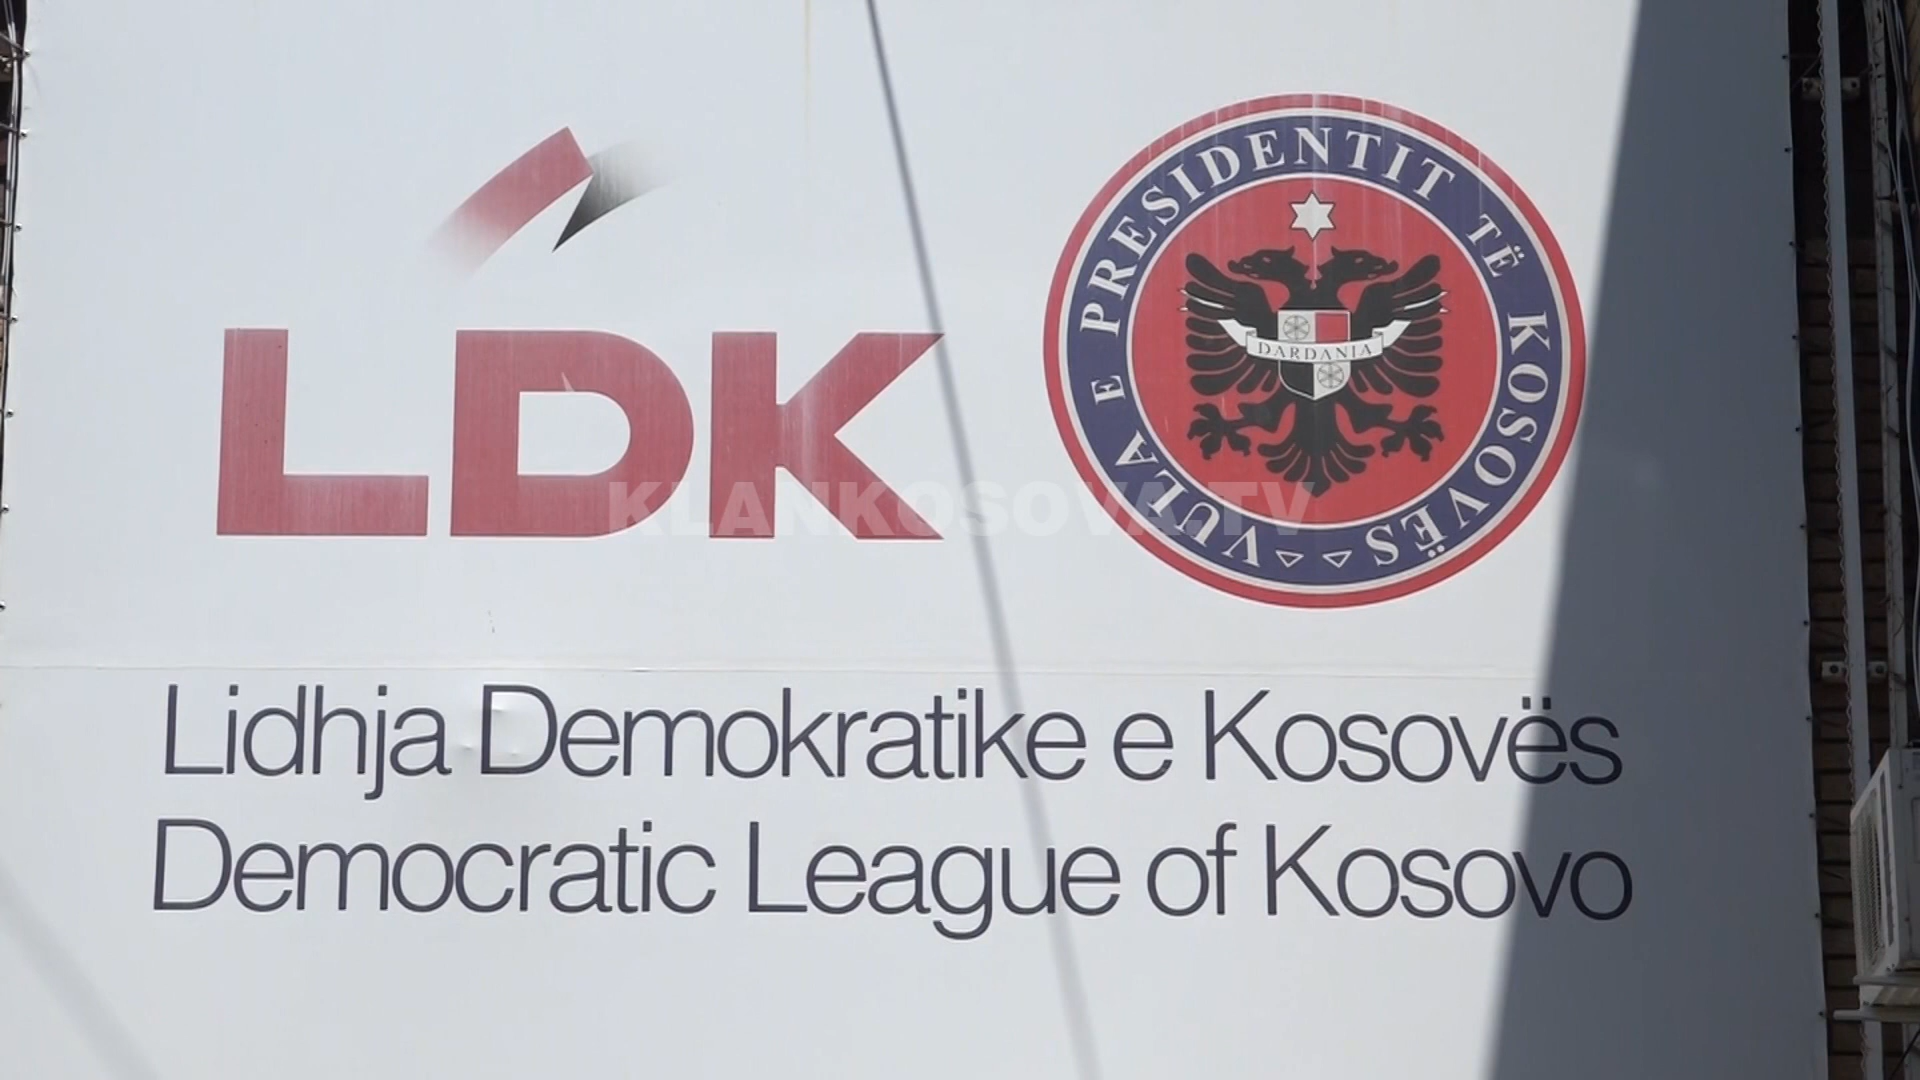 LDK
VULA E PRESIDENTIT TË KOSOVËS
DARDANIA
KLANKOSOVA.TV
Lidhja Demokratike e Kosovës
Democratic League of Kosovo